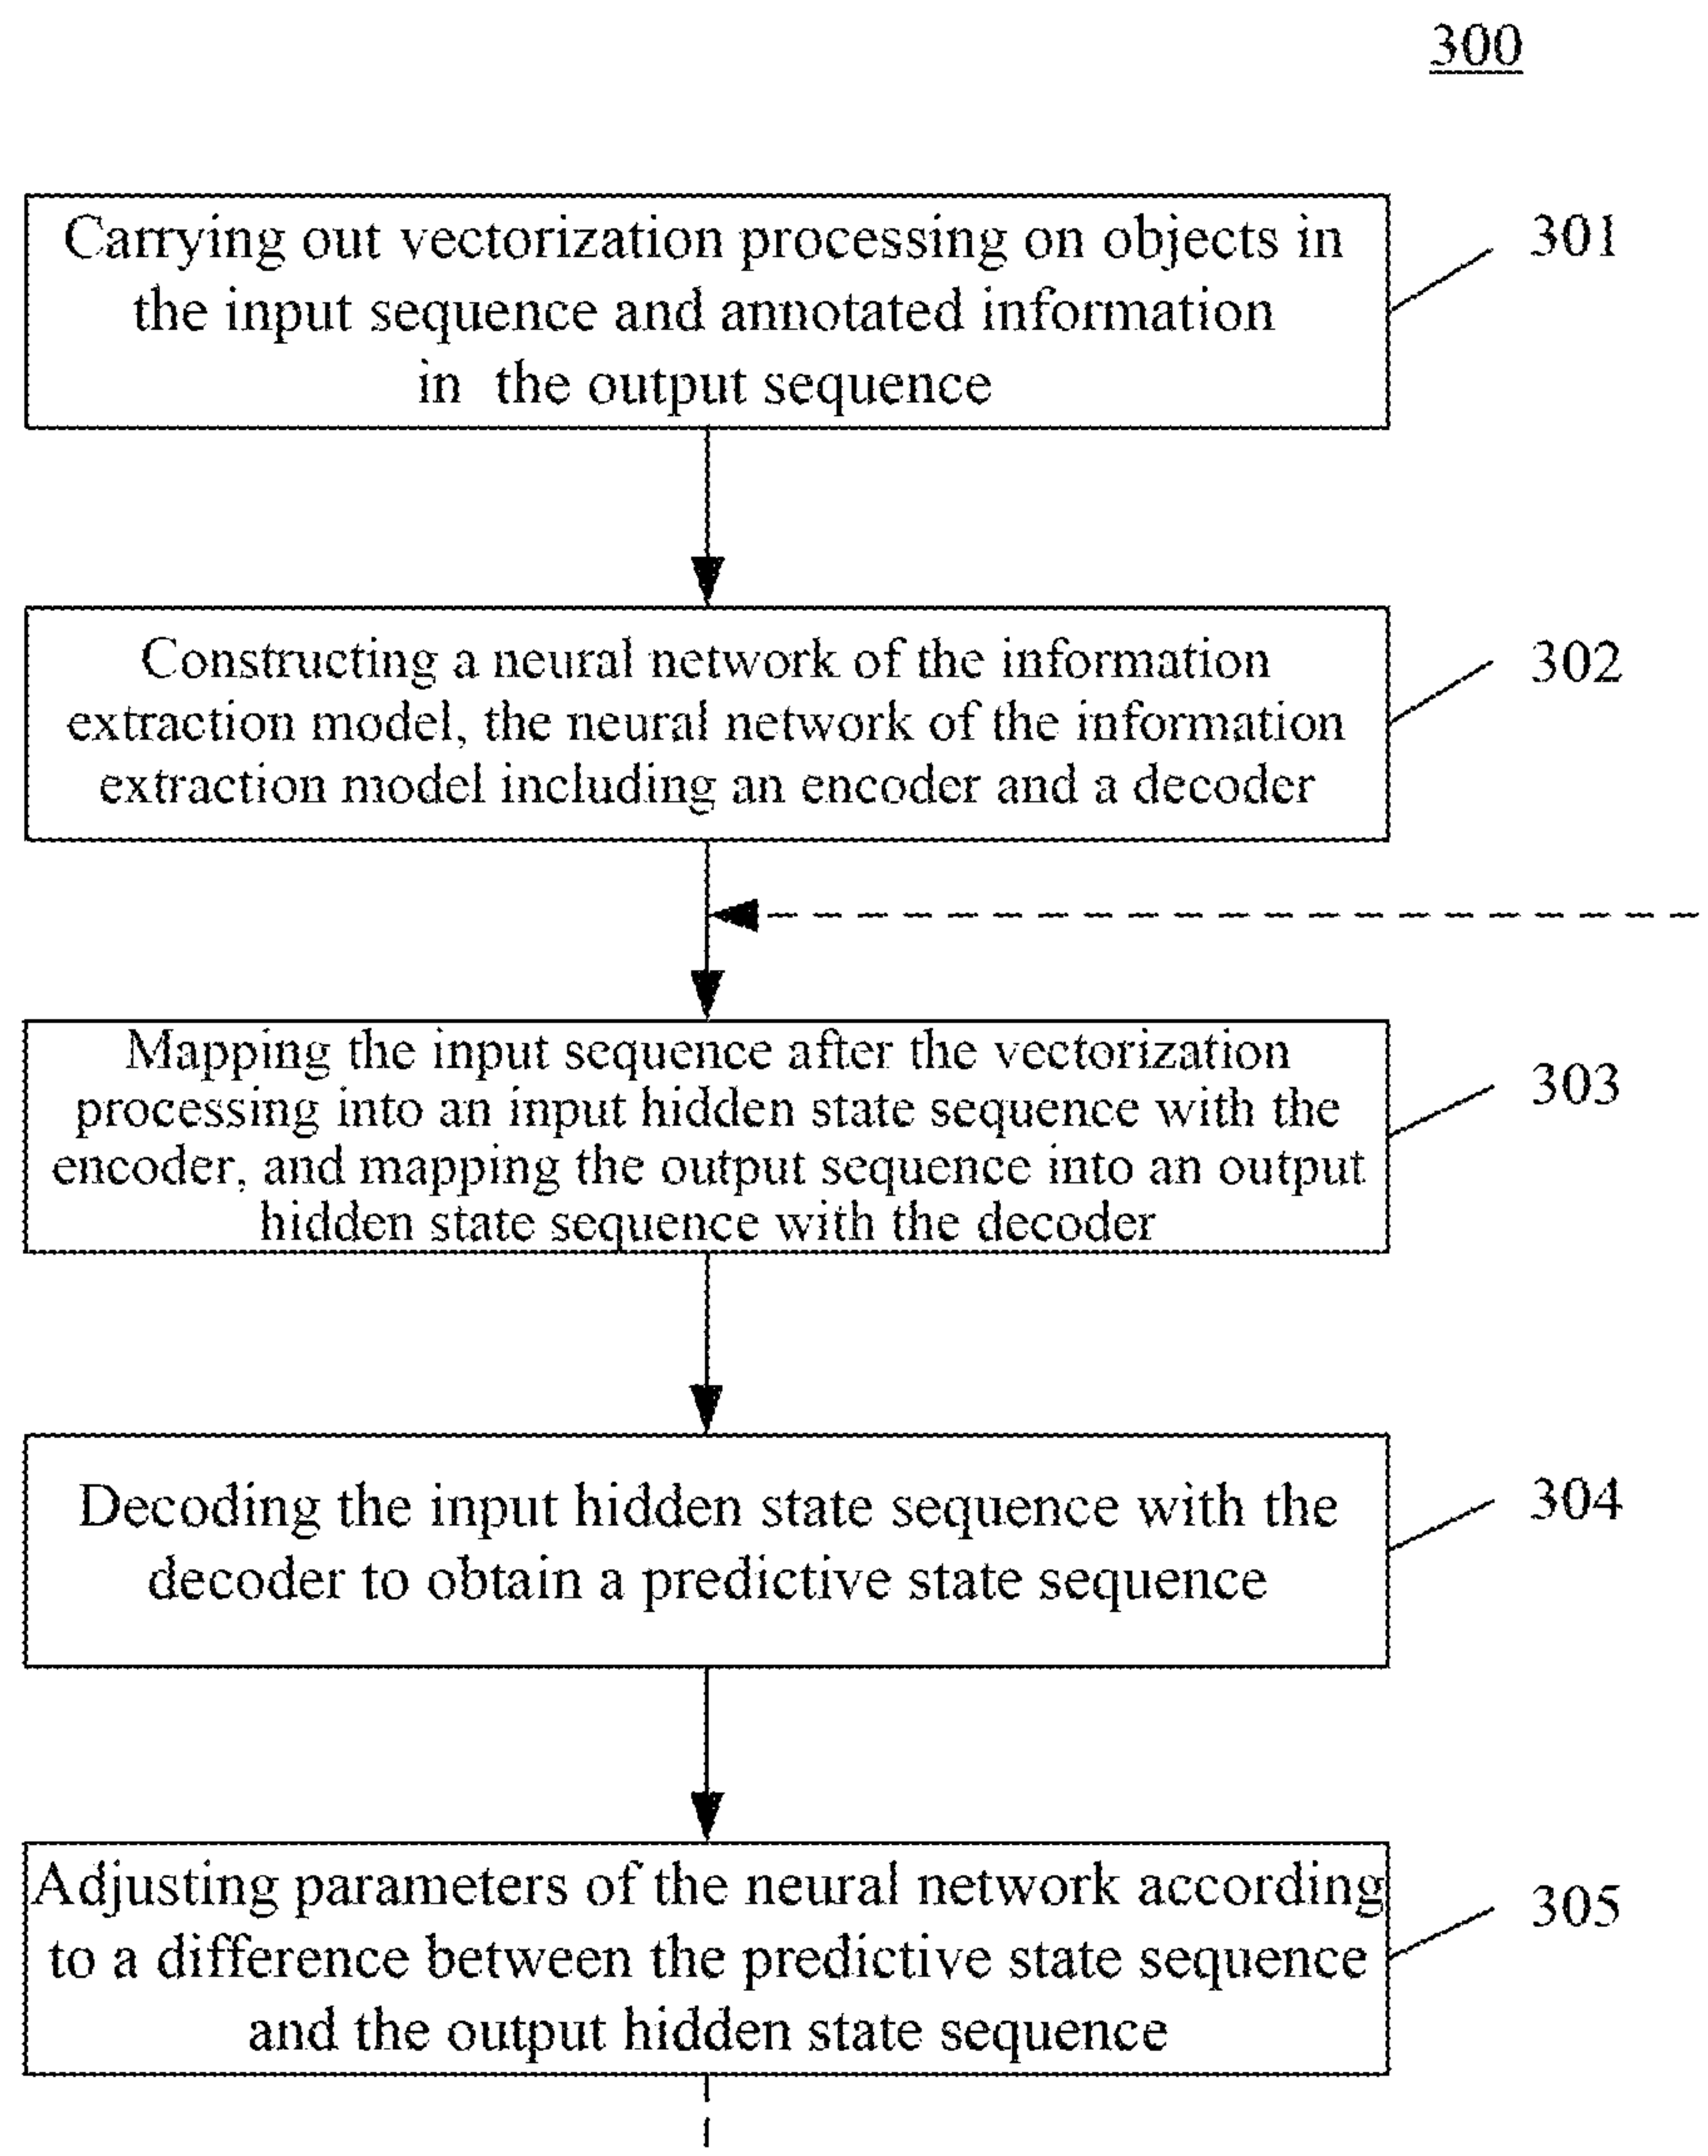 300
Carrying out vectorization processing on objects in
the input sequence and annotated information
in the output sequence
301
Constructing a neural network of the information
extraction model, the neural network of the information
extraction model including an encoder and a decoder
302
Mapping the input sequence after the vectorization
processing into an input hidden state sequence with the
encoder, and mapping the output sequence into an output
hidden state sequence with the decoder
303
Decoding the input hidden state sequence with the
decoder to obtain a predictive state sequence
304
Adjusting parameters of the neural network according
to a difference between the predictive state sequence
and the output hidden state sequence
305